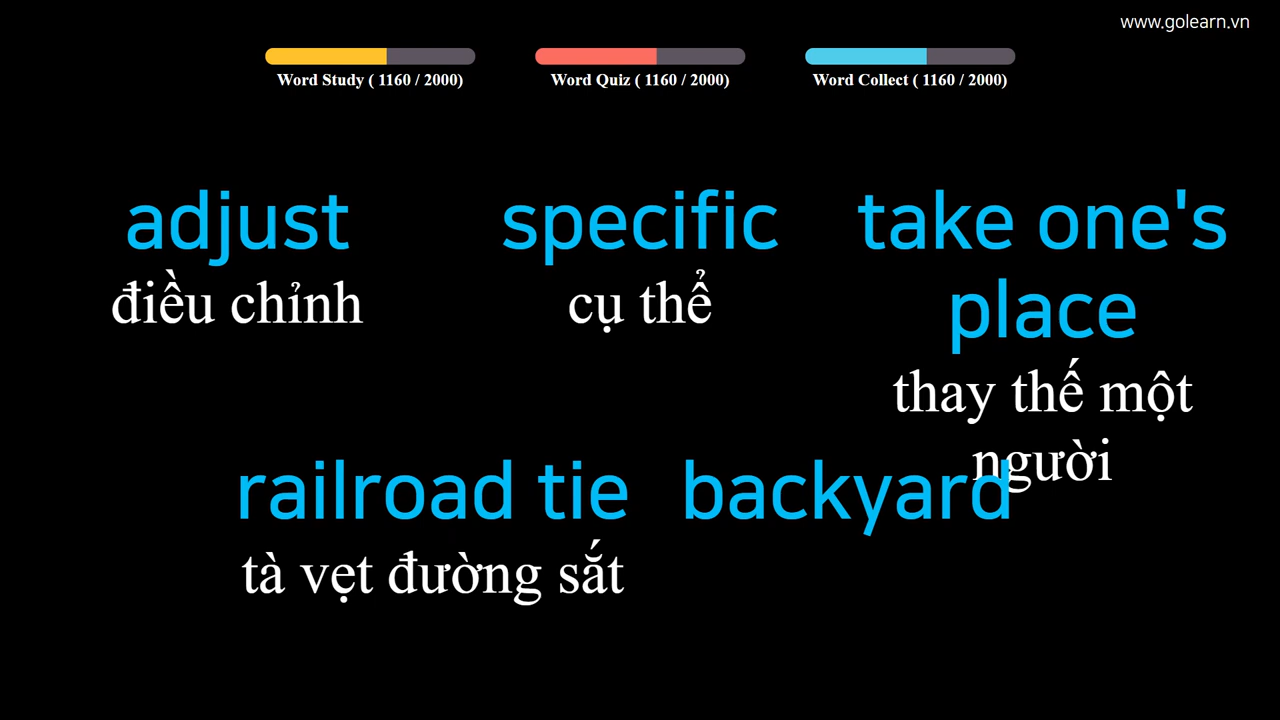 www.golearn.vn
Word Study ( 1160 / 2000)
Word Quiz ( 1160 / 2000)
Word Collect ( 1160 / 2000)
adjust
điều chỉnh
specific
cụ thể
take one's
place
thay thế một
người
railroad tie
tà vẹt đường sắt
backyard